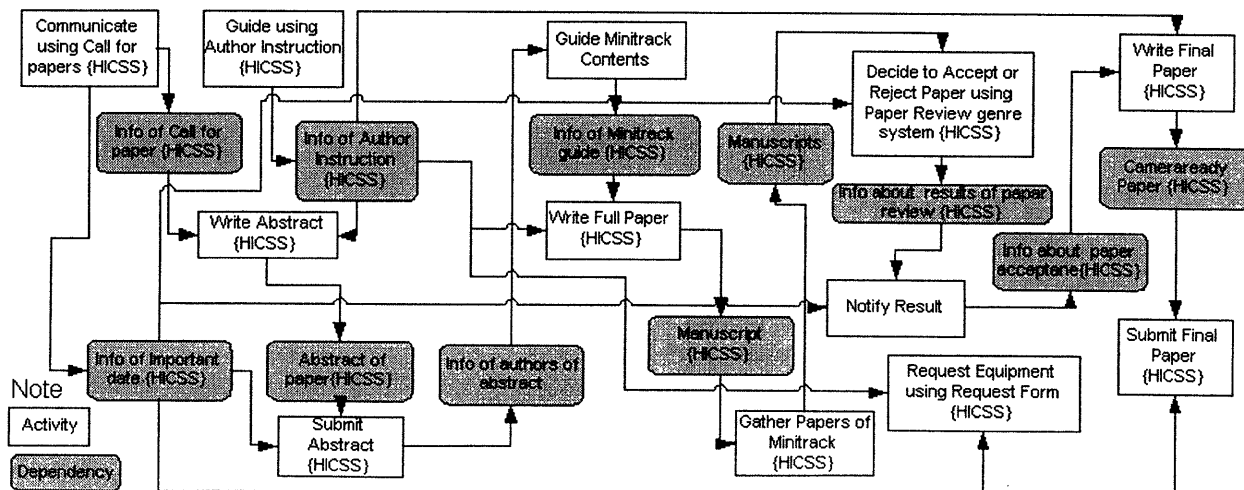 Communicate
using Call for
papers {HICSS}
Guide using
Author Instruction
{HICSS}
Guide Minitrack
Contents
Decide to Accept or
Reject Paper using
Paper Review genre
system {HICSS}
Write Final
Paper
{HICSS}
Info of Call for
paper {HICSS}
Info of Author
Instruction
{HICSS}
Info of Minitrack
guide {HICSS}
Manuscripts
{HICSS}
Cameraready
Paper {HICSS}
Info about results of paper
review {HICSS}
Write Abstract
{HICSS}
Write Full Paper
{HICSS}
Info about paper
acceptane{HICSS}
Notify Result
Info of Important
date {HICSS}
Abstract of
paper{HICSS}
Info of authors of
abstract
Manuscript
{HICSS}
Submit Final
Paper
{HICSS}
Request Equipment
using Request Form
{HICSS}
Note
Activity
Dependency
Submit
Abstract
{HICSS}
Gather Papers of
Minitrack
{HICSS}